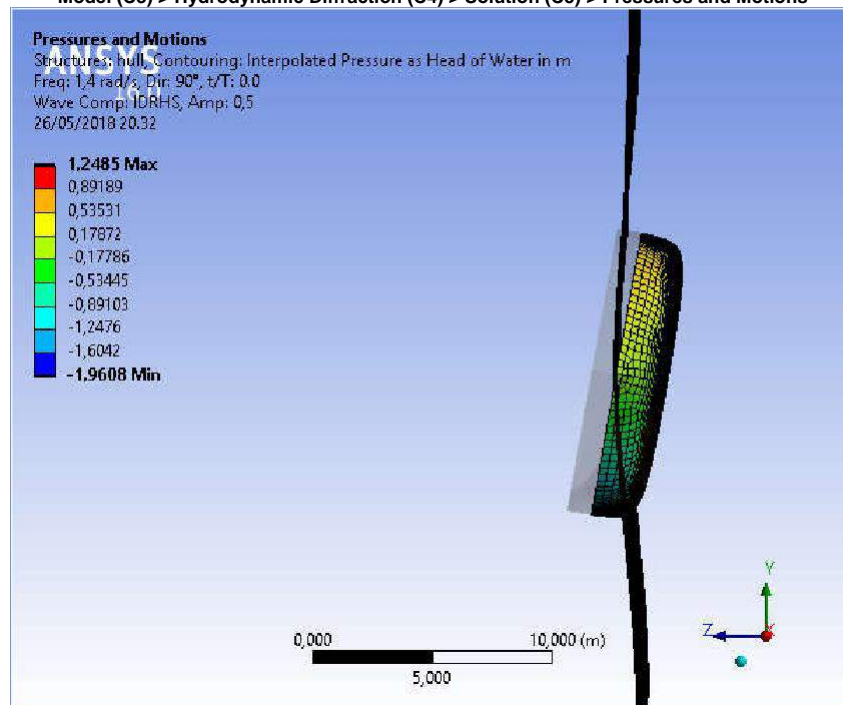 Model (C3) > Hydrodynamic Diffraction (C4) > Solution (C5) > Pressures and Motions
Pressures and Motions
Structures: hull, Contouring: Interpolated Pressure as Head of Water in m
Freq: 1,4 rad/s, Dir: 90°, t/T: 0.0
Wave Comp: IDRHS, Amp: 0,5
26/05/2018 20.32
ANSYS
16.0
1,2485 Max
0,89189
0,53531
0,17872
-0,17786
-0,53445
-0,89103
-1,2476
-1,6042
-1,9608 Min
Y
Z
X
0,000
10,000 (m)
5,000